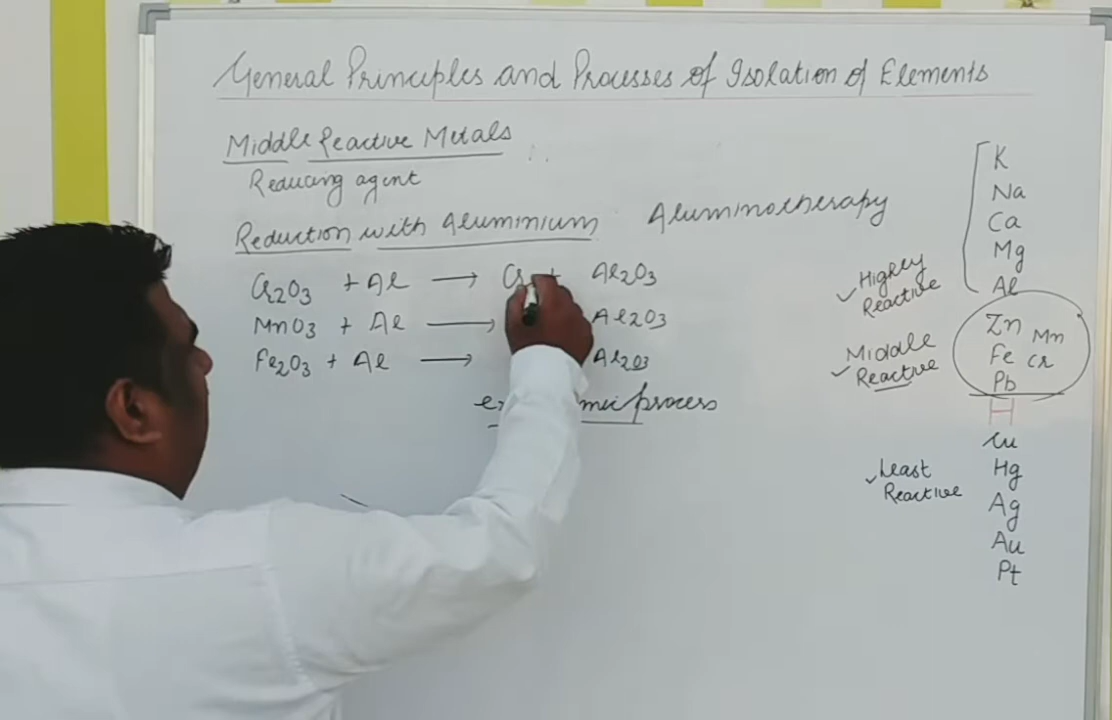 General Principles and Processes of Isolation of Elements
Middle Reactive Metals
Reducing agent
Reduction with Aluminium Aluminotherapy
Cr2O3 + Al → Cr + Al2O3
MnO3 + Al → Al2O3
Fe2O3 + Al → Al2O3
process
Highly
Reactive
Middle
Reactive
Least
Reactive
K
Na
Ca
Mg
Al
Zn Mn
Fe Cr
Pb
H
Cu
Hg
Ag
Au
Pt